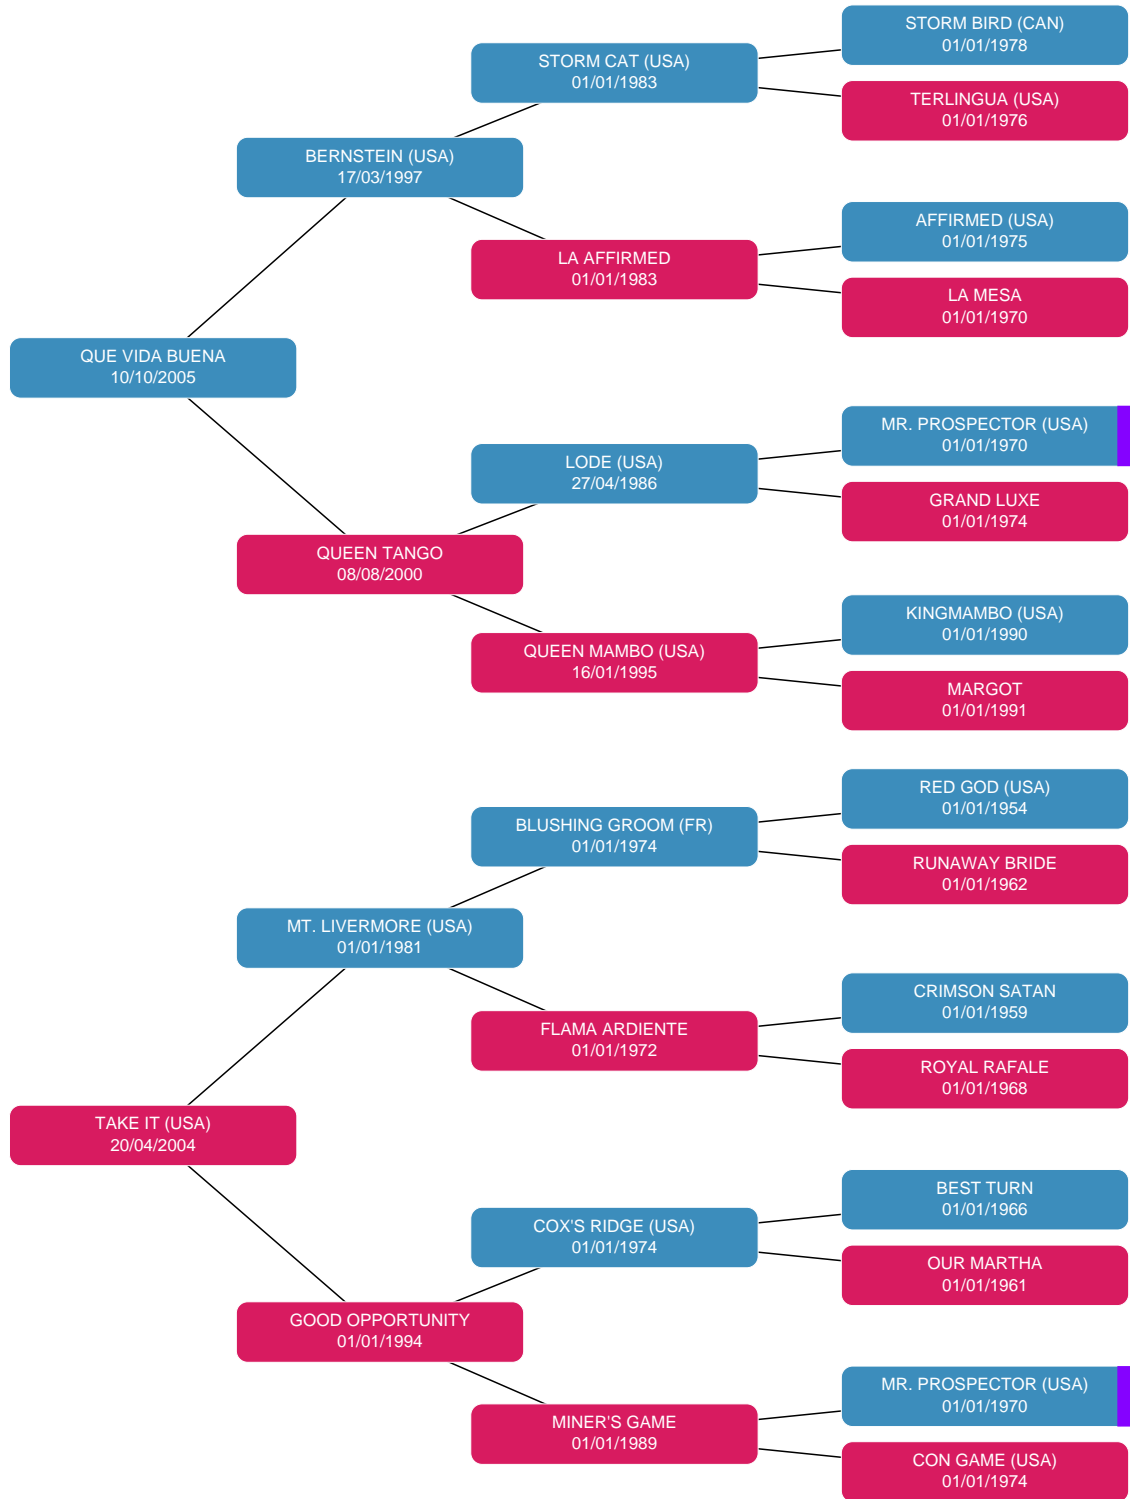 STORM BIRD (CAN)
01/01/1978
STORM CAT (USA)
01/01/1983
TERLINGUA (USA)
01/01/1976
BERNSTEIN (USA)
17/03/1997
AFFIRMED (USA)
01/01/1975
LA AFFIRMED
01/01/1983
LA MESA
01/01/1970
QUE VIDA BUENA
10/10/2005
MR. PROSPECTOR (USA)
01/01/1970
LODE (USA)
27/04/1986
GRAND LUXE
01/01/1974
QUEEN TANGO
08/08/2000
KINGMAMBO (USA)
01/01/1990
QUEEN MAMBO (USA)
16/01/1995
MARGOT
01/01/1991
RED GOD (USA)
01/01/1954
BLUSHING GROOM (FR)
01/01/1974
RUNAWAY BRIDE
01/01/1962
MT. LIVERMORE (USA)
01/01/1981
CRIMSON SATAN
01/01/1959
FLAMA ARDIENTE
01/01/1972
ROYAL RAFALE
01/01/1968
TAKE IT (USA)
20/04/2004
BEST TURN
01/01/1966
COX'S RIDGE (USA)
01/01/1974
OUR MARTHA
01/01/1961
GOOD OPPORTUNITY
01/01/1994
MR. PROSPECTOR (USA)
01/01/1970
MINER'S GAME
01/01/1989
CON GAME (USA)
01/01/1974